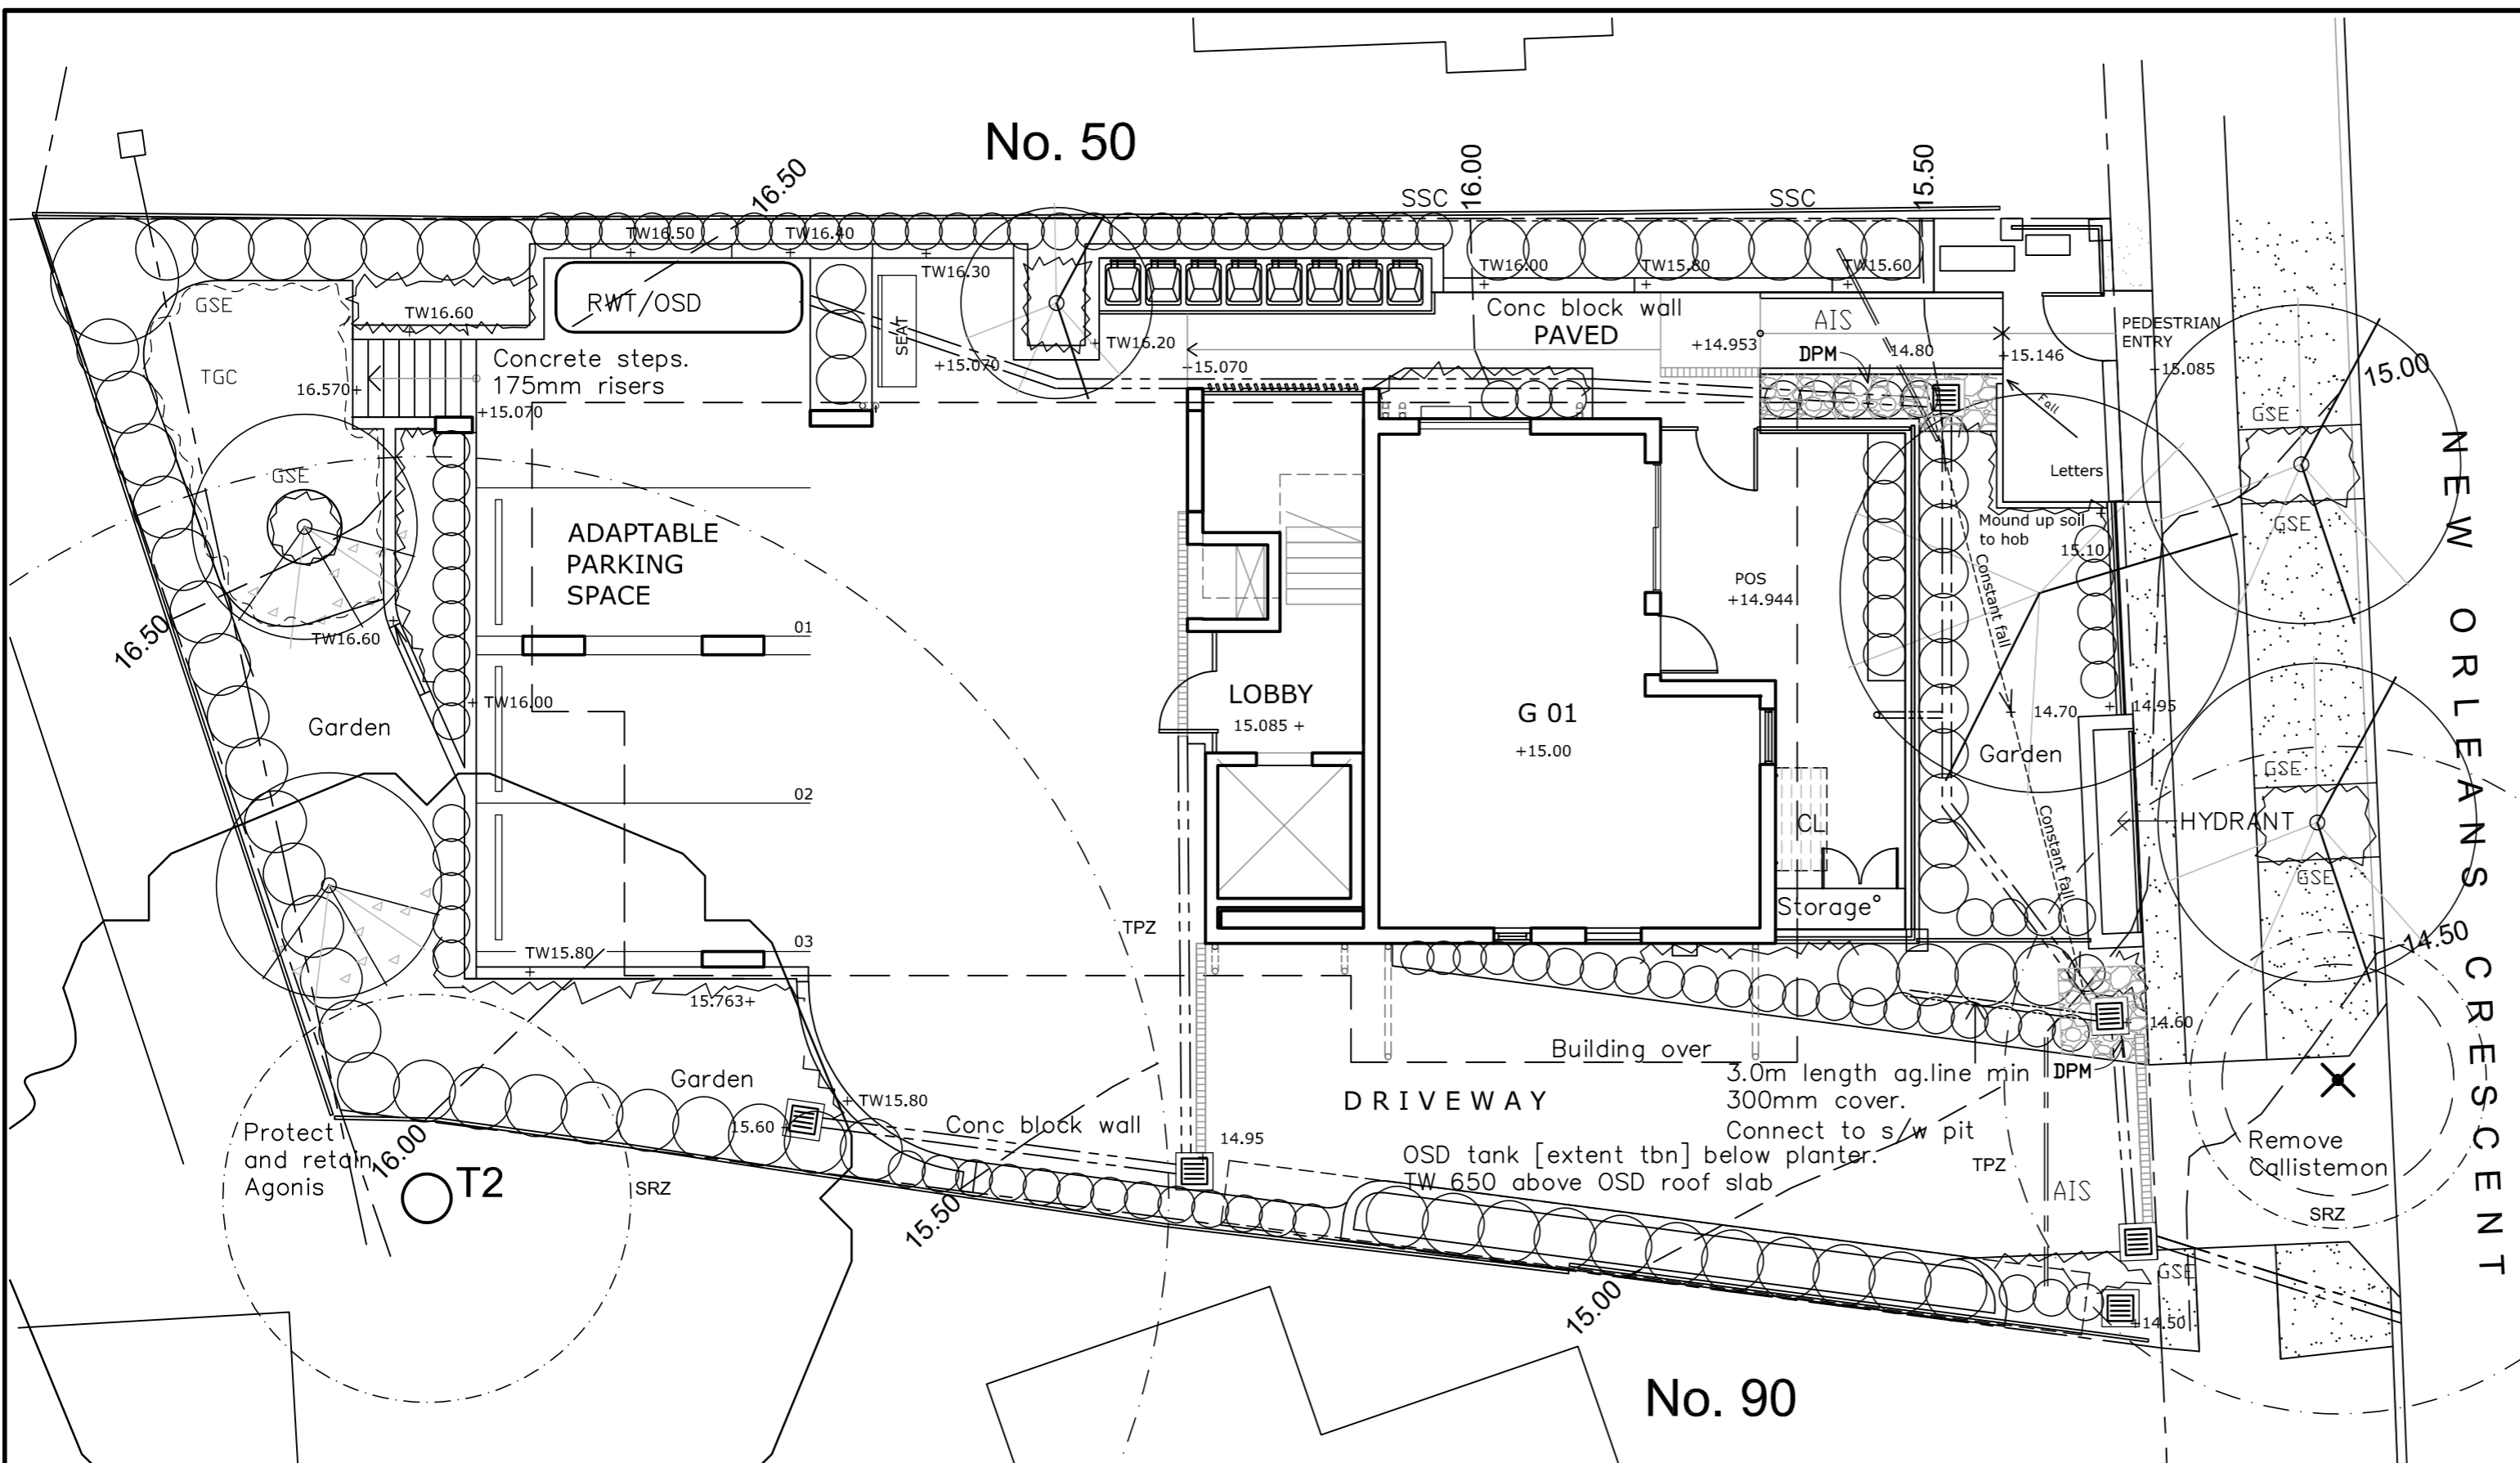 No. 50
16.50
SSC
16.00
SSC
15.50
TW16.50
TW16.40
TW16.30
TW16.00
TW15.80
TW15.60
GSE
TW16.60
RWT/OSD
SEAT
Conc block wall
PAVED
AIS
PEDESTRIAN
ENTRY
TGC
Concrete steps.
175mm risers
+15.070
TW16.20
+14.953
DPM
14.80
+15.146
+15.085
15.00
16.570+
+15.070
15.070
Fall
GSE
GSE
Letters
ADAPTABLE
PARKING
SPACE
Mound up soil
to hob
15.10
GSE
NEW ORLEANS CRESCENT
POS
+14.944
Constant fall
16.50
TW16.60
01
TW16.00
LOBBY
15.085 +
G 01
+15.00
14.70
14.95
Garden
Garden
GSE
02
CL
Constant fall
HYDRANT
GSE
Storage°
TPZ
03
TW15.80
14.50
15.763+
14.60
Building over
Garden
3.0m length ag.line min
300mm cover.
Connect to s/w pit
DPM
DRIVEWAY
TW15.80
15.60
Conc block wall
14.95
Protect
and retain
Agonis
16.00
T2
SRZ
OSD tank [extent tbn] below planter.
TW 650 above OSD roof slab
TPZ
AIS
Remove
Callistemon
SRZ
15.50
15.00
GSE
+14.50
No. 90